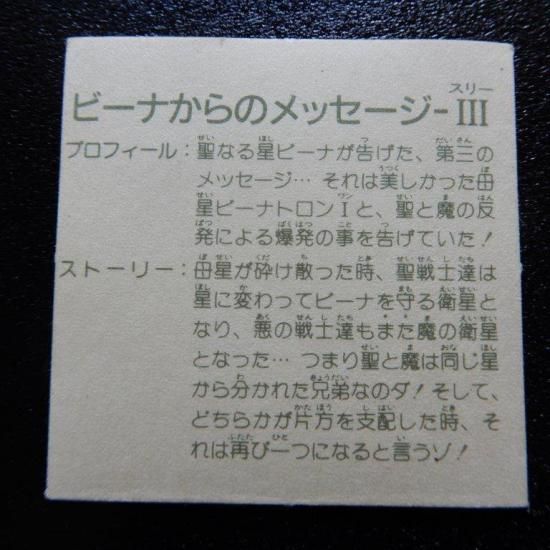 ビーナからのメッセージ-III
プロフィール：聖なる星ビーナが告げた、第三の
メッセージ… それは美しかった母
星ビーナトロンIと、聖と魔の反
発による爆発の事を告げていた！
ストーリー：母星が砕け散った時、聖戦士達は
星に変わってビーナを守る衛星と
なり、悪の戦士達もまた魔の衛星
となった… つまり聖と魔は同じ星
から分かれた兄弟なのダ！そして、
どちらかが片方を支配した時、そ
れは再び一つになると言うゾ！